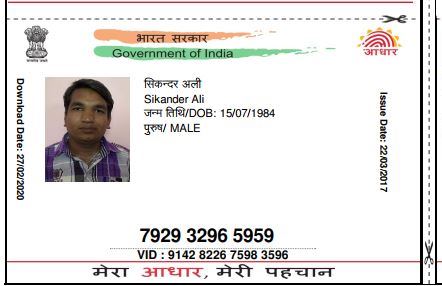 भारत सरकार
Government of India
आधार
सिकन्दर अली
Sikander Ali
जन्म तिथि/DOB: 15/07/1984
पुरुष/ MALE
Download Date: 27/02/2020
Issue Date: 22/03/2017
7929 3296 5959
VID : 9142 8226 7598 3596
मेरा आधार, मेरी पहचान